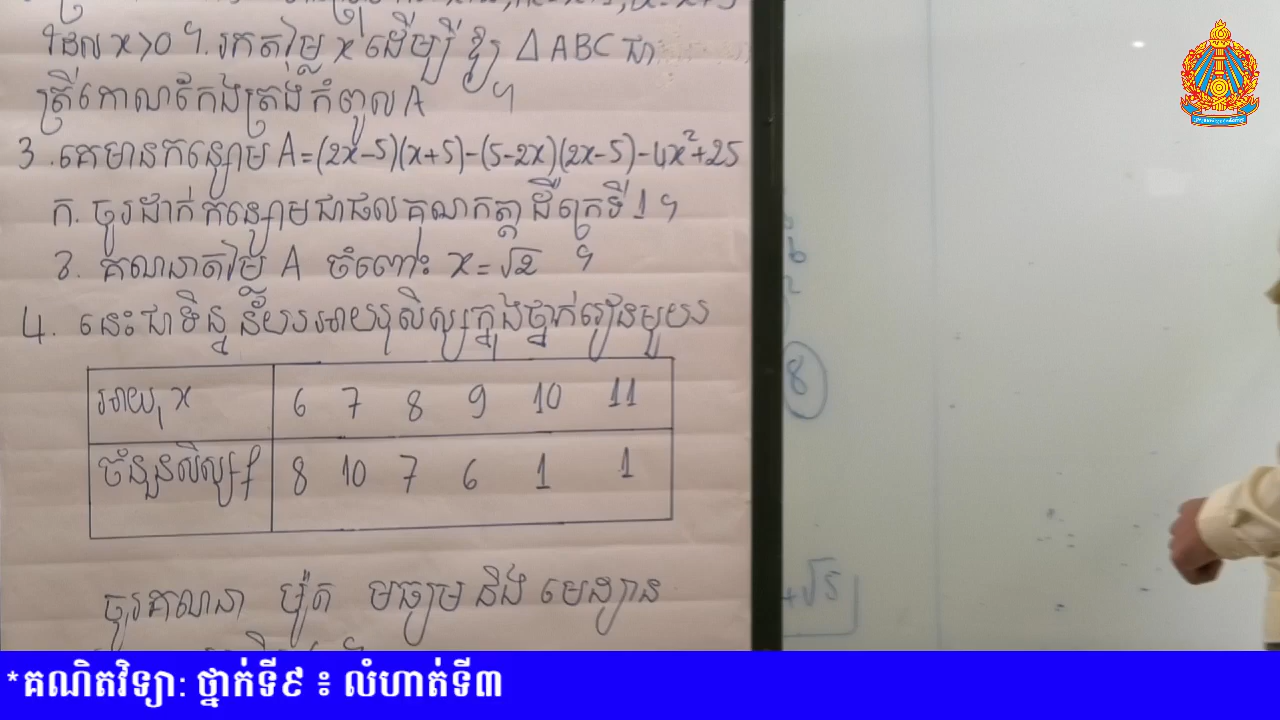 ដែល x>0 ។ រកតម្លៃ x ដើម្បីឱ្យ Δ ABC ជា
ត្រីកោណកែងត្រង់កំពូល A ។
3. គេមានកន្សោម A=(2x-5)(x+5)-(5-2x)(2x-5)-4x²+25
ក. ចូរដាក់កន្សោមជាផលគុណកត្តាដឺក្រេទី 1 ។
ខ. គណនាតម្លៃ A ចំពោះ x=√2 ។
4. នេះជាទិន្នន័យអាយុសិស្សក្នុងថ្នាក់រៀនមួយ៖
អាយុ x 6 7 8 9 10 11
ចំនួនសិស្ស f 8 10 7 6 1 1
ចូរគណនា ម៉ូត មធ្យម និង មេដ្យាន
8
+√5
*គណិតវិទ្យា: ថ្នាក់ទី៩ ៖ លំហាត់ទី៣